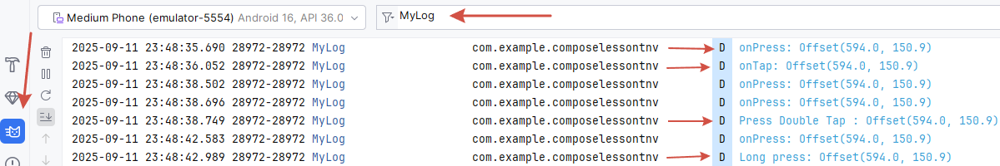 Medium Phone (emulator-5554) Android 16, API 36.0 MyLog
2025-09-11 23:48:35.690 28972-28972 MyLog com.example.composelessontnv D onPress: Offset(594.0, 150.9)
2025-09-11 23:48:36.052 28972-28972 MyLog com.example.composelessontnv D onTap: Offset(594.0, 150.9)
2025-09-11 23:48:38.502 28972-28972 MyLog com.example.composelessontnv D onPress: Offset(594.0, 150.9)
2025-09-11 23:48:38.696 28972-28972 MyLog com.example.composelessontnv D onPress: Offset(594.0, 150.9)
2025-09-11 23:48:38.749 28972-28972 MyLog com.example.composelessontnv D Press Double Tap : Offset(594.0, 150.9)
2025-09-11 23:48:42.583 28972-28972 MyLog com.example.composelessontnv D onPress: Offset(594.0, 150.9)
2025-09-11 23:48:42.989 28972-28972 MyLog com.example.composelessontnv D Long press: Offset(594.0, 150.9)